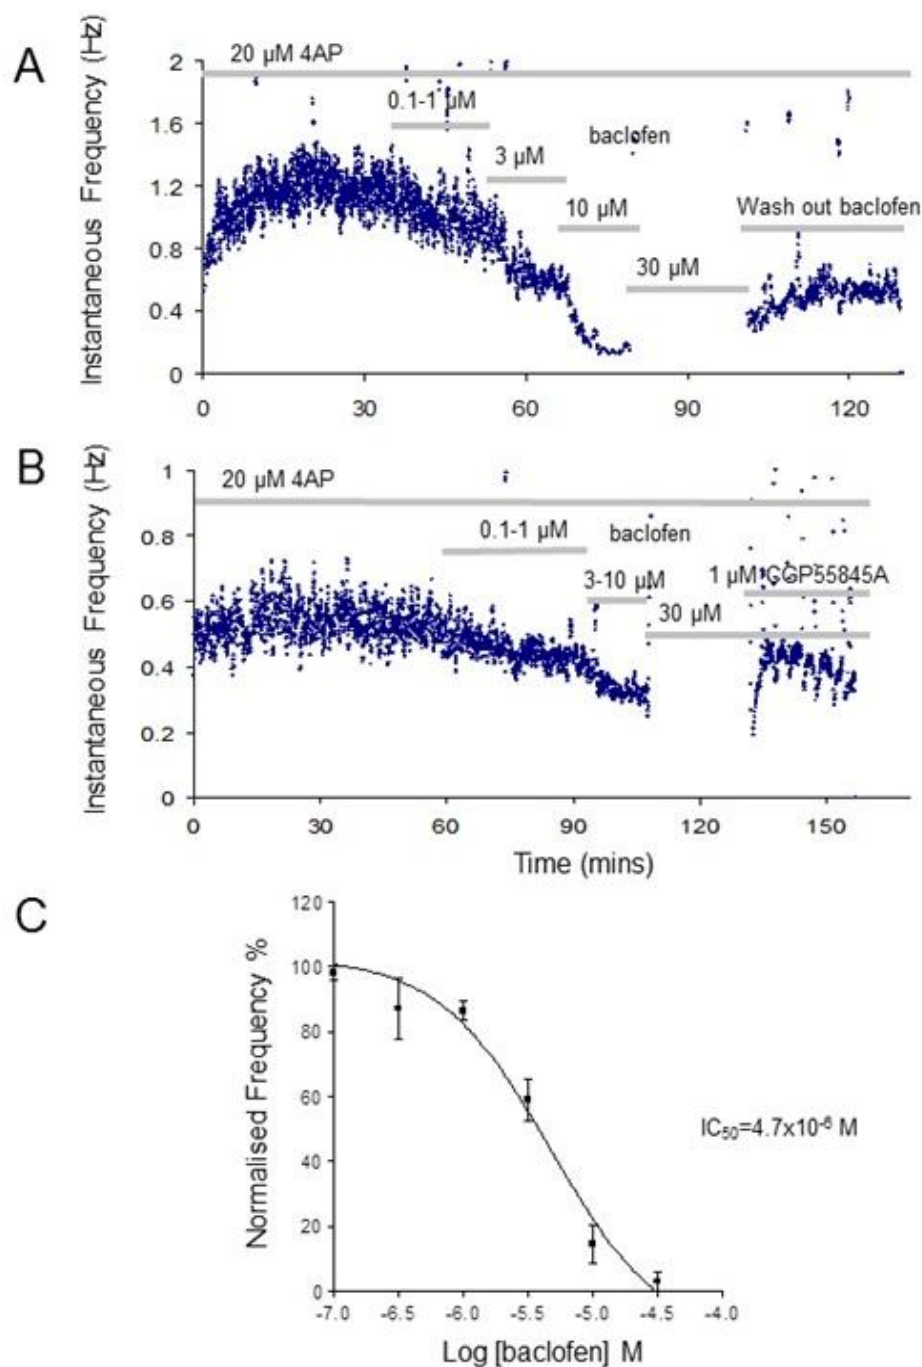 A
Instantaneous Frequency (Hz)
2
1.6
1.2
0.8
0.4
0
20 µM 4AP
0.1-1 µM
3 µM
baclofen
10 µM
Wash out baclofen
30 µM
0 30 60 90 120
B
Instantaneous Frequency (Hz)
1
0.8
0.6
0.4
0.2
0
20 µM 4AP
0.1-1 µM
baclofen
3-10 µM
1 µM CGP55845A
30 µM
0 30 60 90 120 150
Time (mins)
C
Normalised Frequency %
120
100
80
60
40
20
0
IC₅₀=4.7x10⁻⁶ M
-7.0 -6.5 -6.0 -5.5 -5.0 -4.5 -4.0
Log [baclofen] M